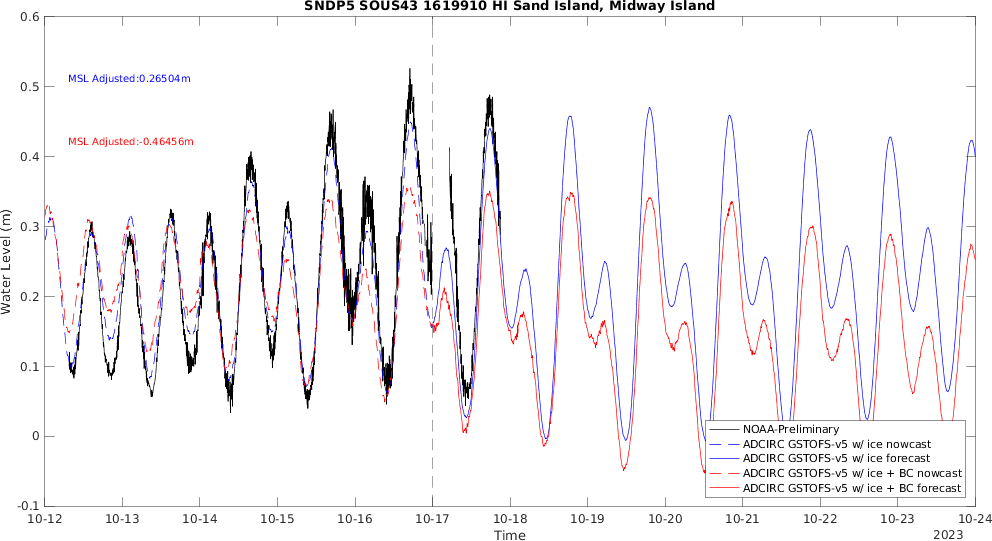 SNDP5 SOUS43 1619910 HI Sand Island, Midway Island
0.6
0.5
0.4
0.3
0.2
0.1
0
-0.1
Water Level (m)
MSL Adjusted:0.26504m
MSL Adjusted:-0.46456m
NOAA-Preliminary
ADCIRC GSTOFS-v5 w/ ice nowcast
ADCIRC GSTOFS-v5 w/ ice forecast
ADCIRC GSTOFS-v5 w/ ice + BC nowcast
ADCIRC GSTOFS-v5 w/ ice + BC forecast
10-12 10-13 10-14 10-15 10-16 10-17 10-18 10-19 10-20 10-21 10-22 10-23 10-24
Time
2023